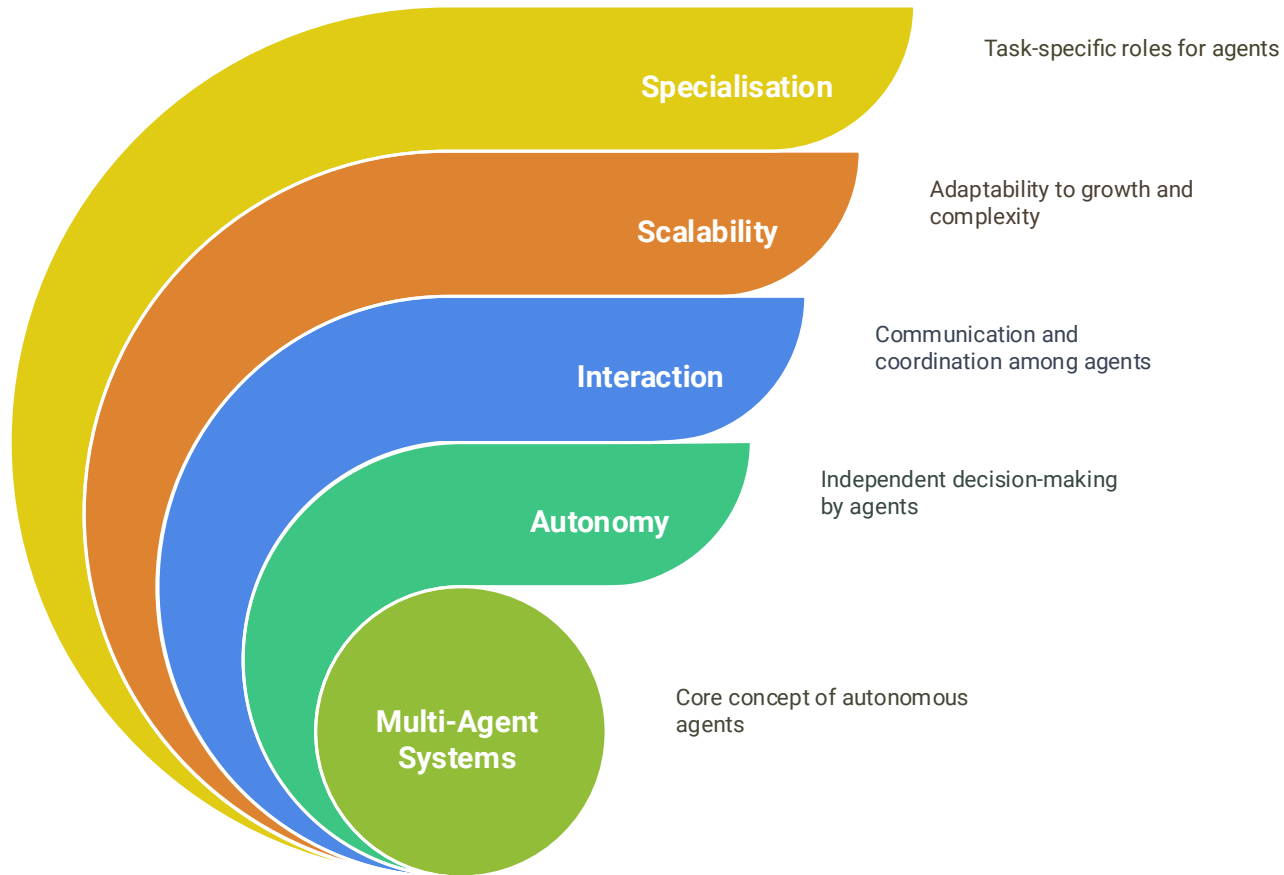 Specialisation
Task-specific roles for agents
Scalability
Adaptability to growth and
complexity
Interaction
Communication and
coordination among agents
Autonomy
Independent decision-making
by agents
Multi-Agent
Systems
Core concept of autonomous
agents